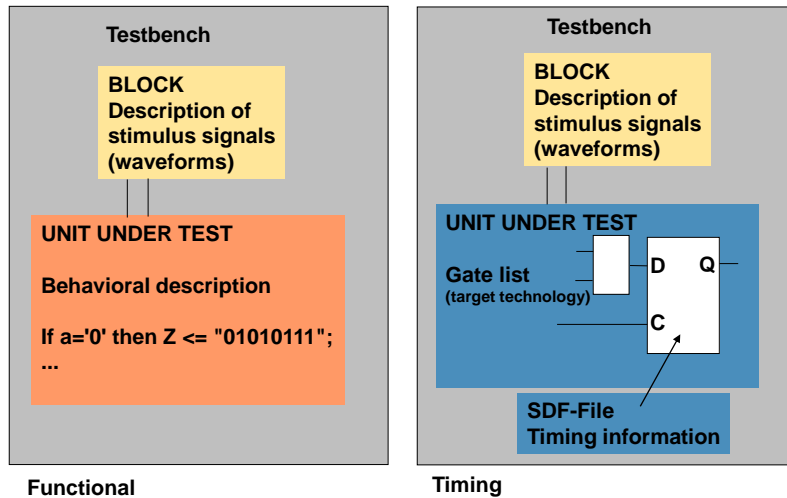 Testbench
BLOCK
Description of
stimulus signals
(waveforms)
UNIT UNDER TEST
Behavioral description
If a='0' then Z <= "01010111";
...
Functional
Testbench
BLOCK
Description of
stimulus signals
(waveforms)
UNIT UNDER TEST
Gate list
(target technology)
D
Q
C
SDF-File
Timing information
Timing